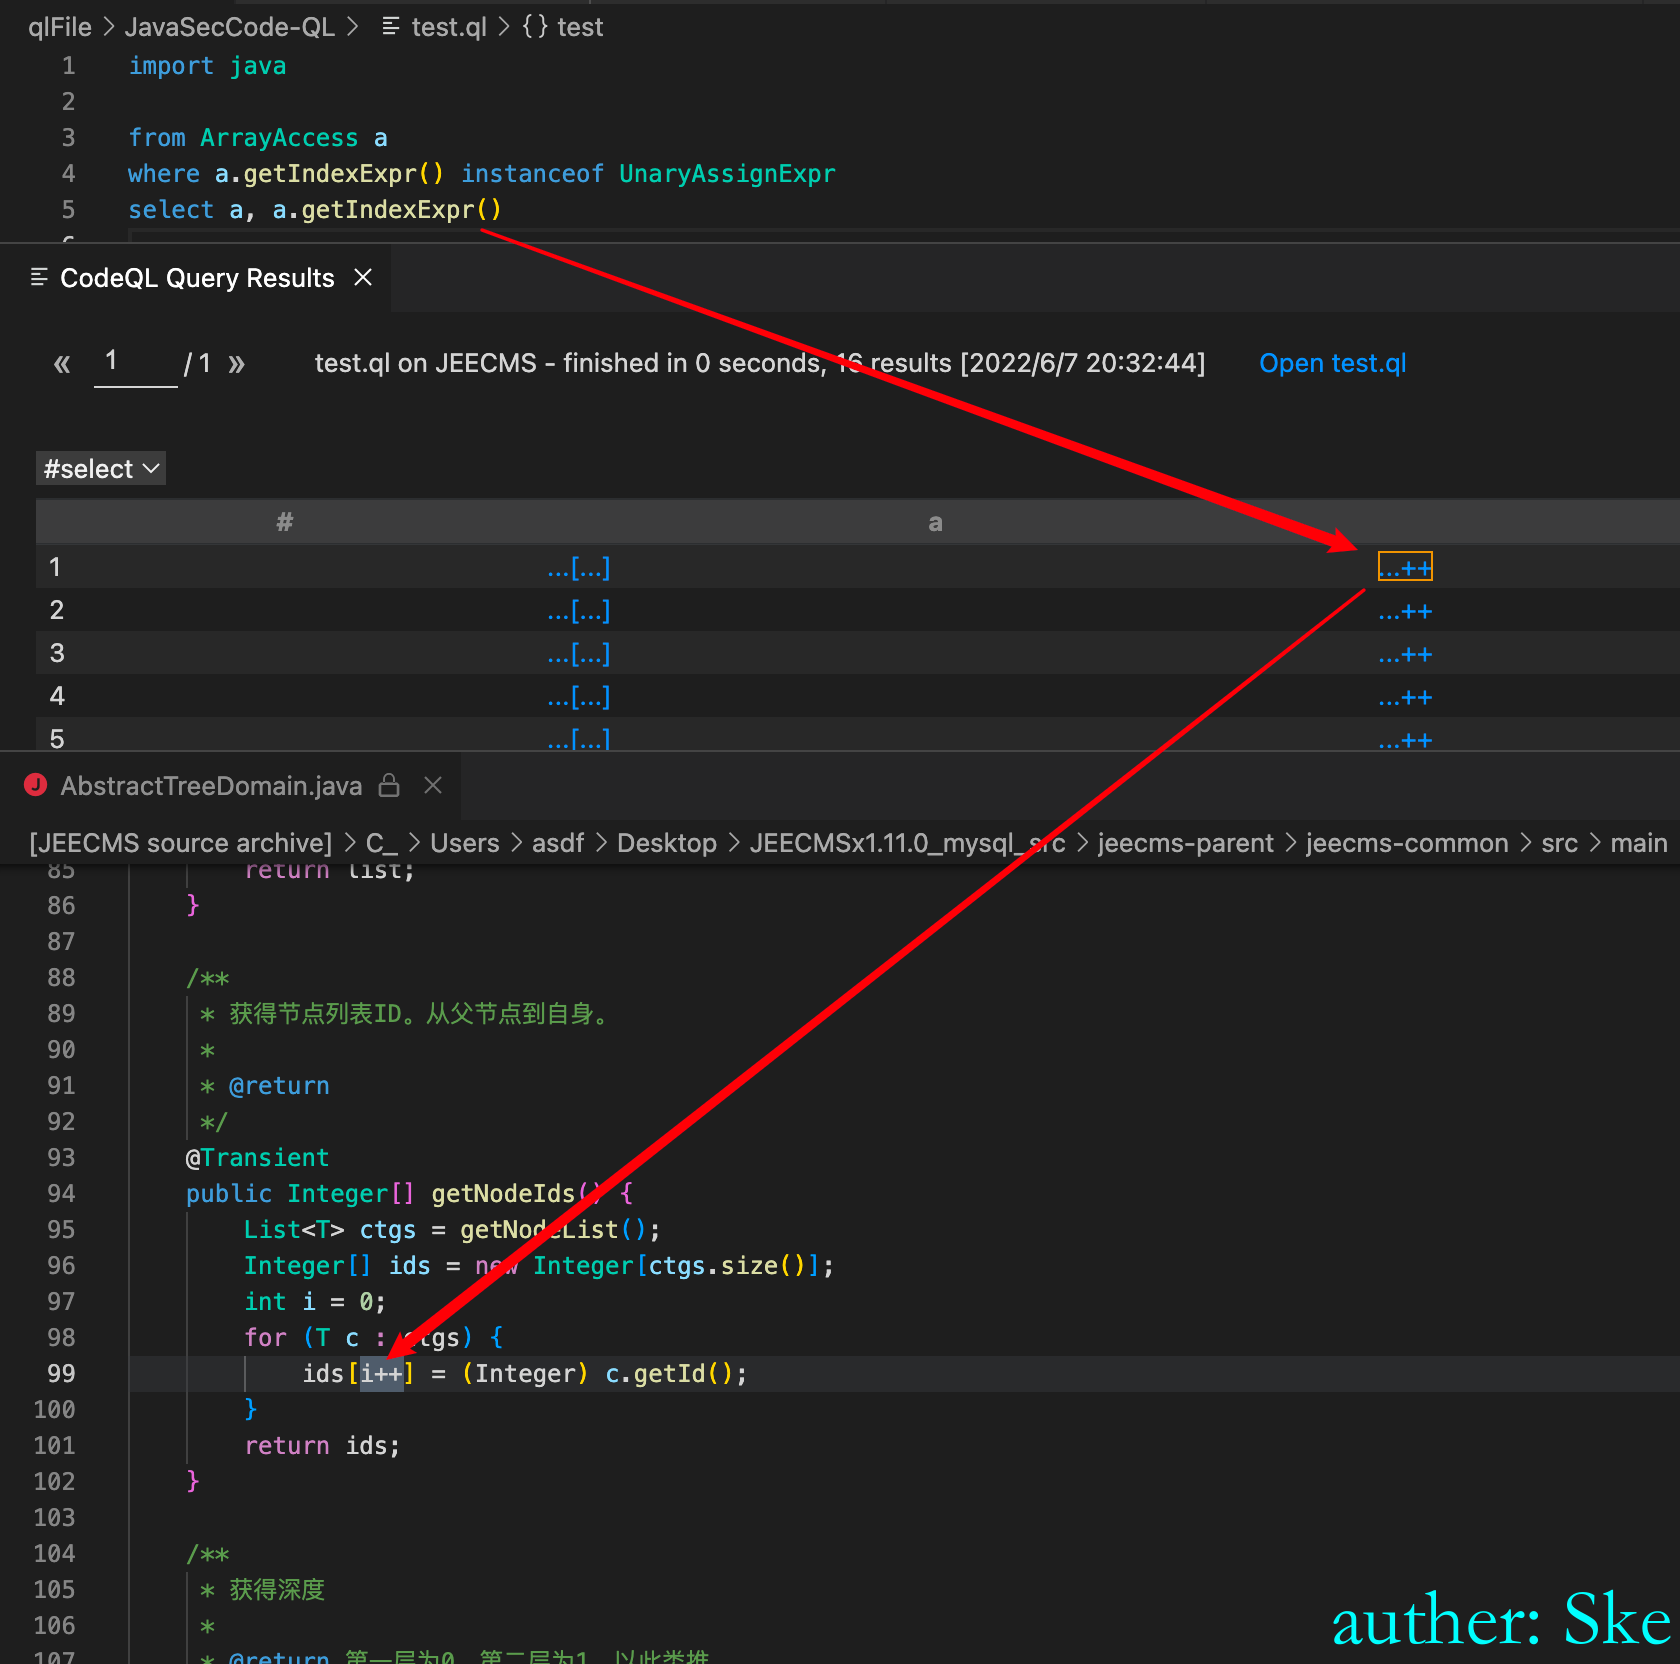 qlFile > JavaSecCode-QL > test.ql > {} test
1 import java
2
3 from ArrayAccess a
4 where a.getIndexExpr() instanceof UnaryAssignExpr
5 select a, a.getIndexExpr()
6
CodeQL Query Results ×
« 1 / 1 » test.ql on JEECMS - finished in 0 seconds, 16 results [2022/6/7 20:32:44] Open test.ql
#select
# a
1 ...[...] ...++
2 ...[...] ...++
3 ...[...] ...++
4 ...[...] ...++
5 ...[...] ...++
J AbstractTreeDomain.java ×
[JEECMS source archive] > C_ > Users > asdf > Desktop > JEECMSx1.11.0_mysql_src > jeecms-parent > jeecms-common > src > main
85 return list;
86 }
87
88 /**
89 * 获得节点列表ID。从父节点到自身。
90 *
91 * @return
92 */
93 @Transient
94 public Integer[] getNodeIds() {
95 List<T> ctgs = getNodeList();
96 Integer[] ids = new Integer[ctgs.size()];
97 int i = 0;
98 for (T c : ctgs) {
99 ids[i++] = (Integer) c.getId();
100 }
101 return ids;
102 }
103
104 /**
105 * 获得深度
106 *
107 * @return 第一层为0，第二层为1，以此类推
auther: Ske